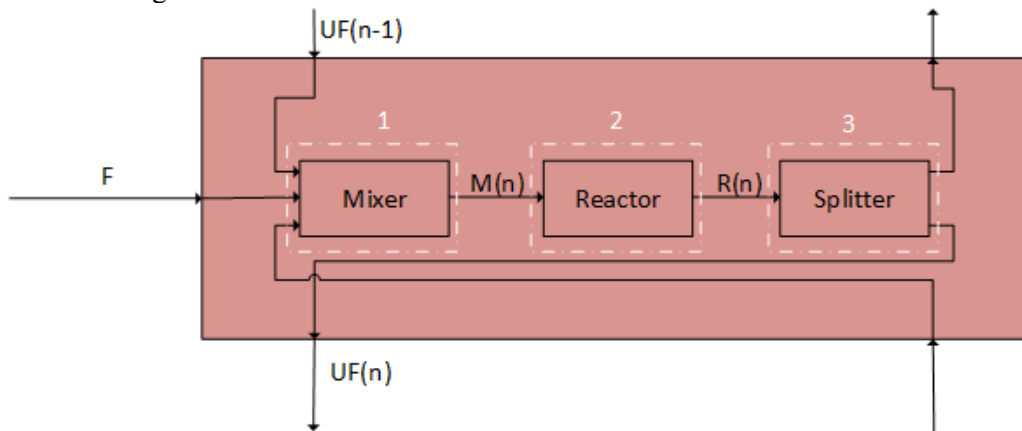 UF(n-1)
1
2
3
F
Mixer
M(n)
Reactor
R(n)
Splitter
UF(n)